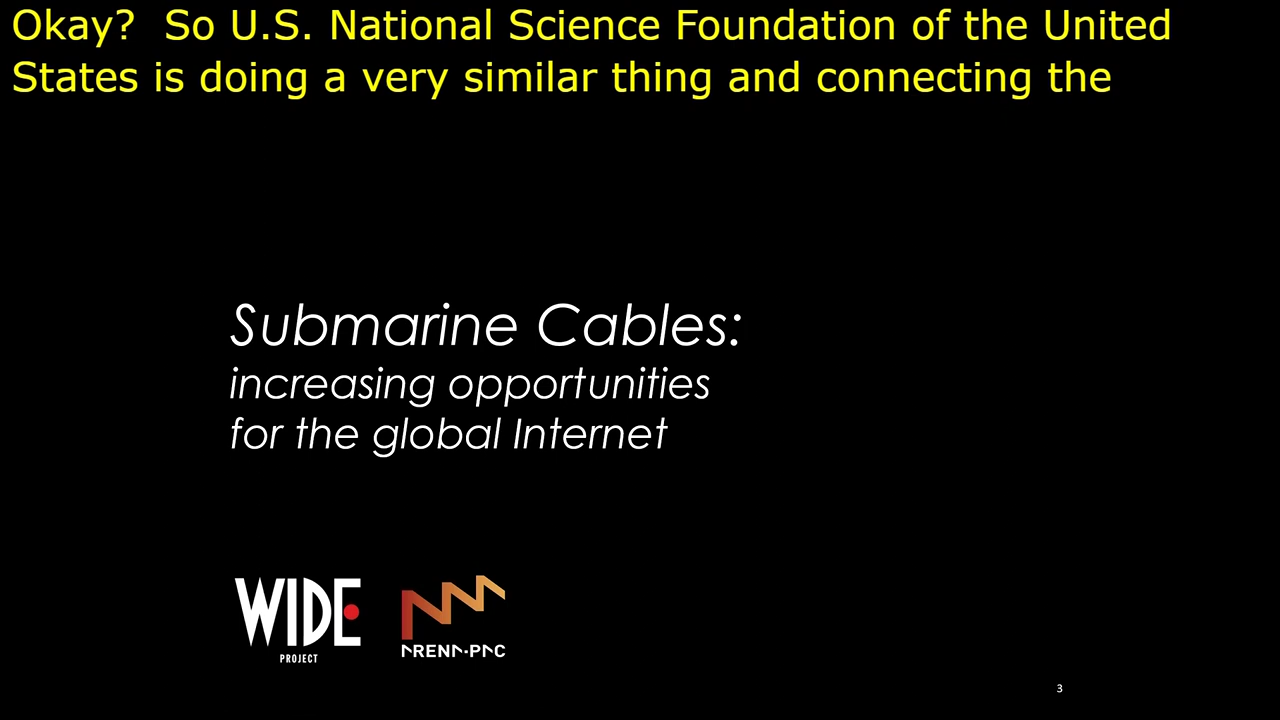 Okay?  So U.S. National Science Foundation of the United
States is doing a very similar thing and connecting the
Submarine Cables:
increasing opportunities
for the global Internet
WIDE
PROJECT
ARENA-PAC
3